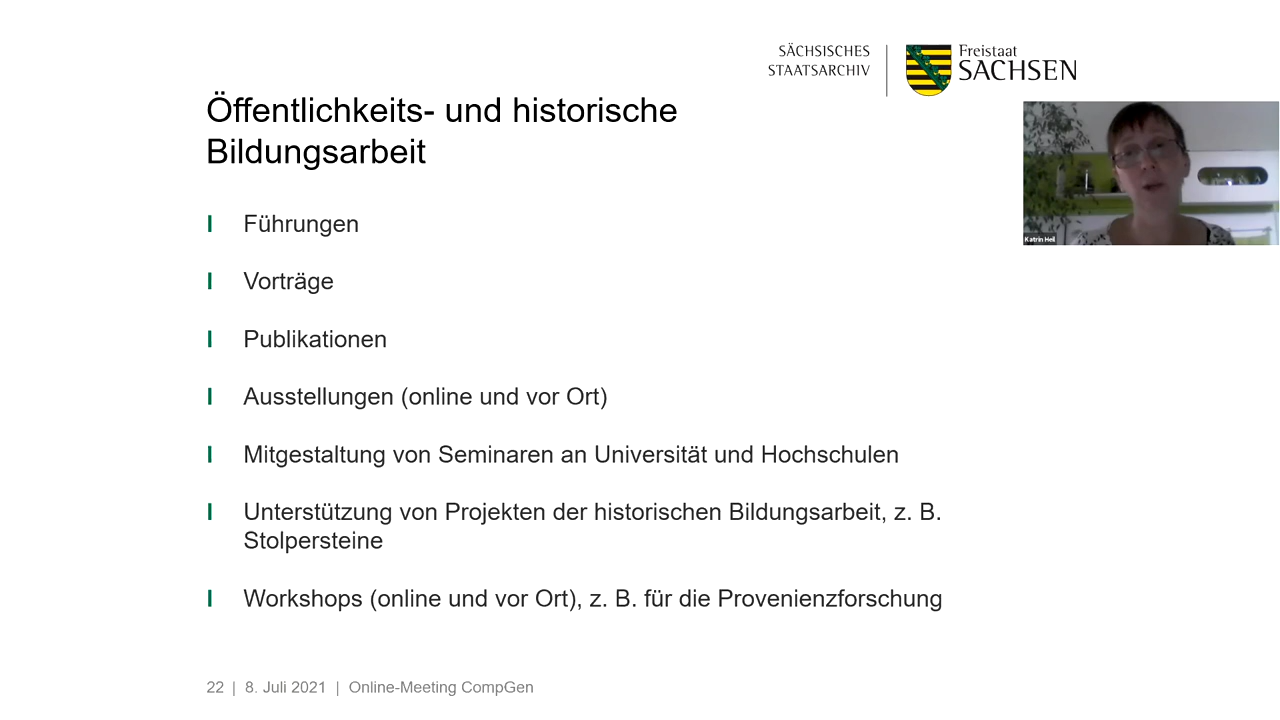 SÄCHSISCHES
STAATSARCHIV
Freistaat
SACHSEN
Öffentlichkeits- und historische
Bildungsarbeit
Führungen
Vorträge
Publikationen
Ausstellungen (online und vor Ort)
Mitgestaltung von Seminaren an Universität und Hochschulen
Unterstützung von Projekten der historischen Bildungsarbeit, z. B.
Stolpersteine
Workshops (online und vor Ort), z. B. für die Provenienzforschung
Katrin Heil
22 | 8. Juli 2021 | Online-Meeting CompGen